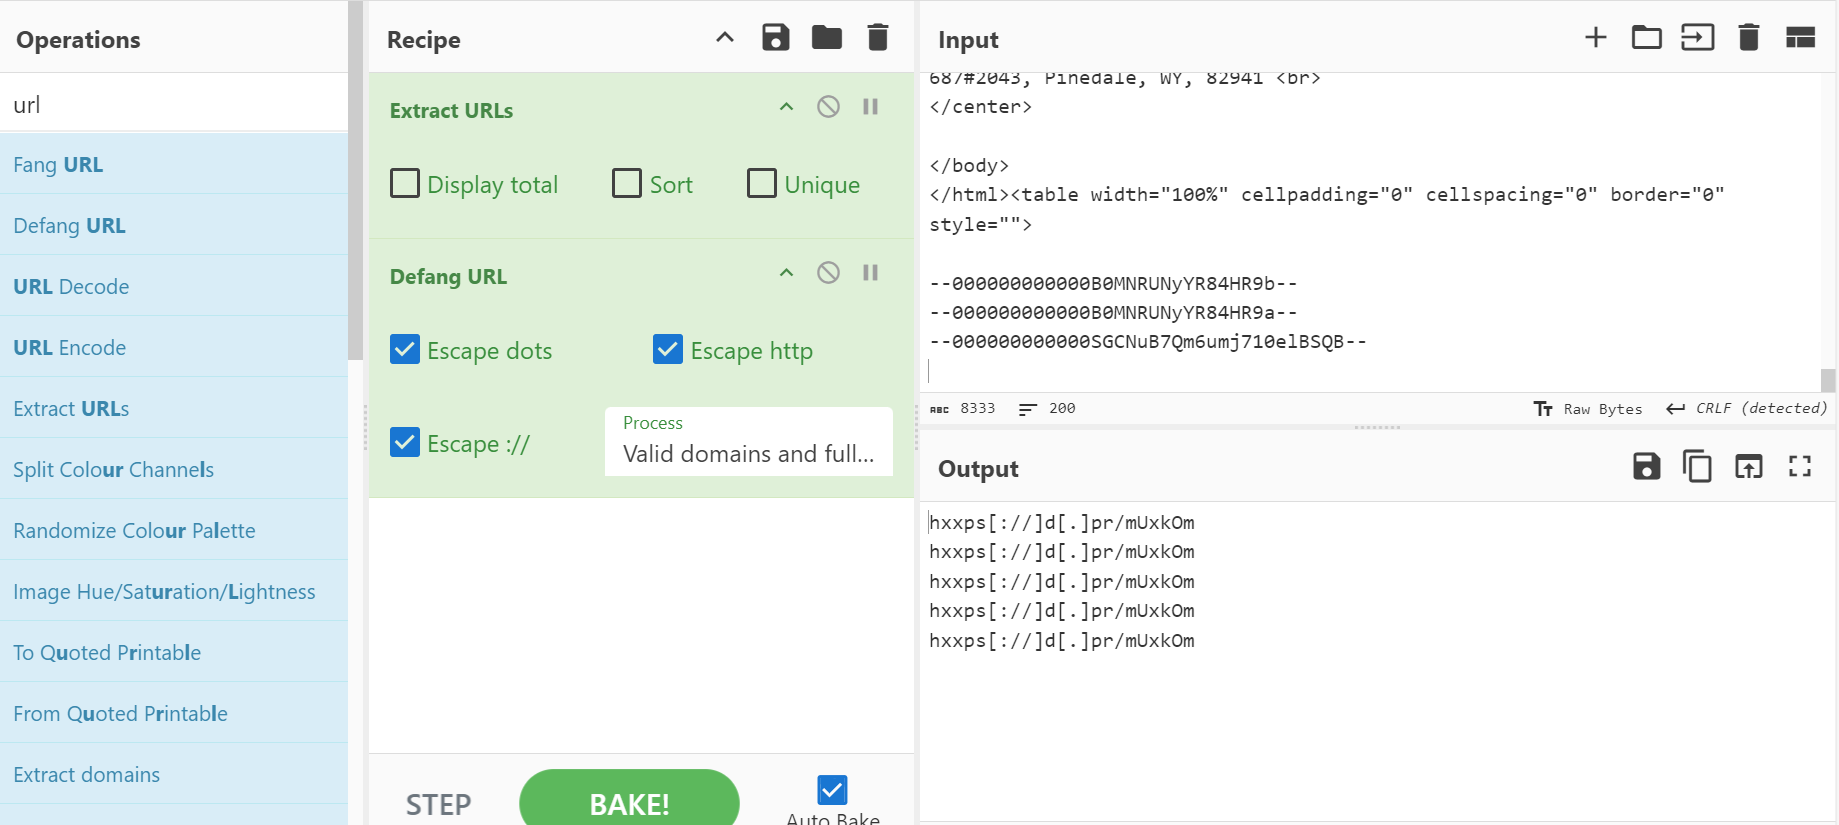 Operations
url
Fang URL
Defang URL
URL Decode
URL Encode
Extract URLs
Split Colour Channels
Randomize Colour Palette
Image Hue/Saturation/Lightness
To Quoted Printable
From Quoted Printable
Extract domains
Recipe
Extract URLs
Display total
Sort
Unique
Defang URL
Escape dots
Escape http
Escape ://
Process
Valid domains and full...
STEP
BAKE!
Auto Bake
Input
687#2043, Pinedale, WY, 82941 <br>
</center>
</body>
</html><table width="100%" cellpadding="0" cellspacing="0" border="0"
style="">
--000000000000B0MNRUNyYR84HR9b--
--000000000000B0MNRUNyYR84HR9a--
--000000000000SGCNuB7Qm6umj710elBSQB--
ABC 8333 200
Raw Bytes
CRLF (detected)
Output
hxxps[://]d[.]pr/mUxkOm
hxxps[://]d[.]pr/mUxkOm
hxxps[://]d[.]pr/mUxkOm
hxxps[://]d[.]pr/mUxkOm
hxxps[://]d[.]pr/mUxkOm